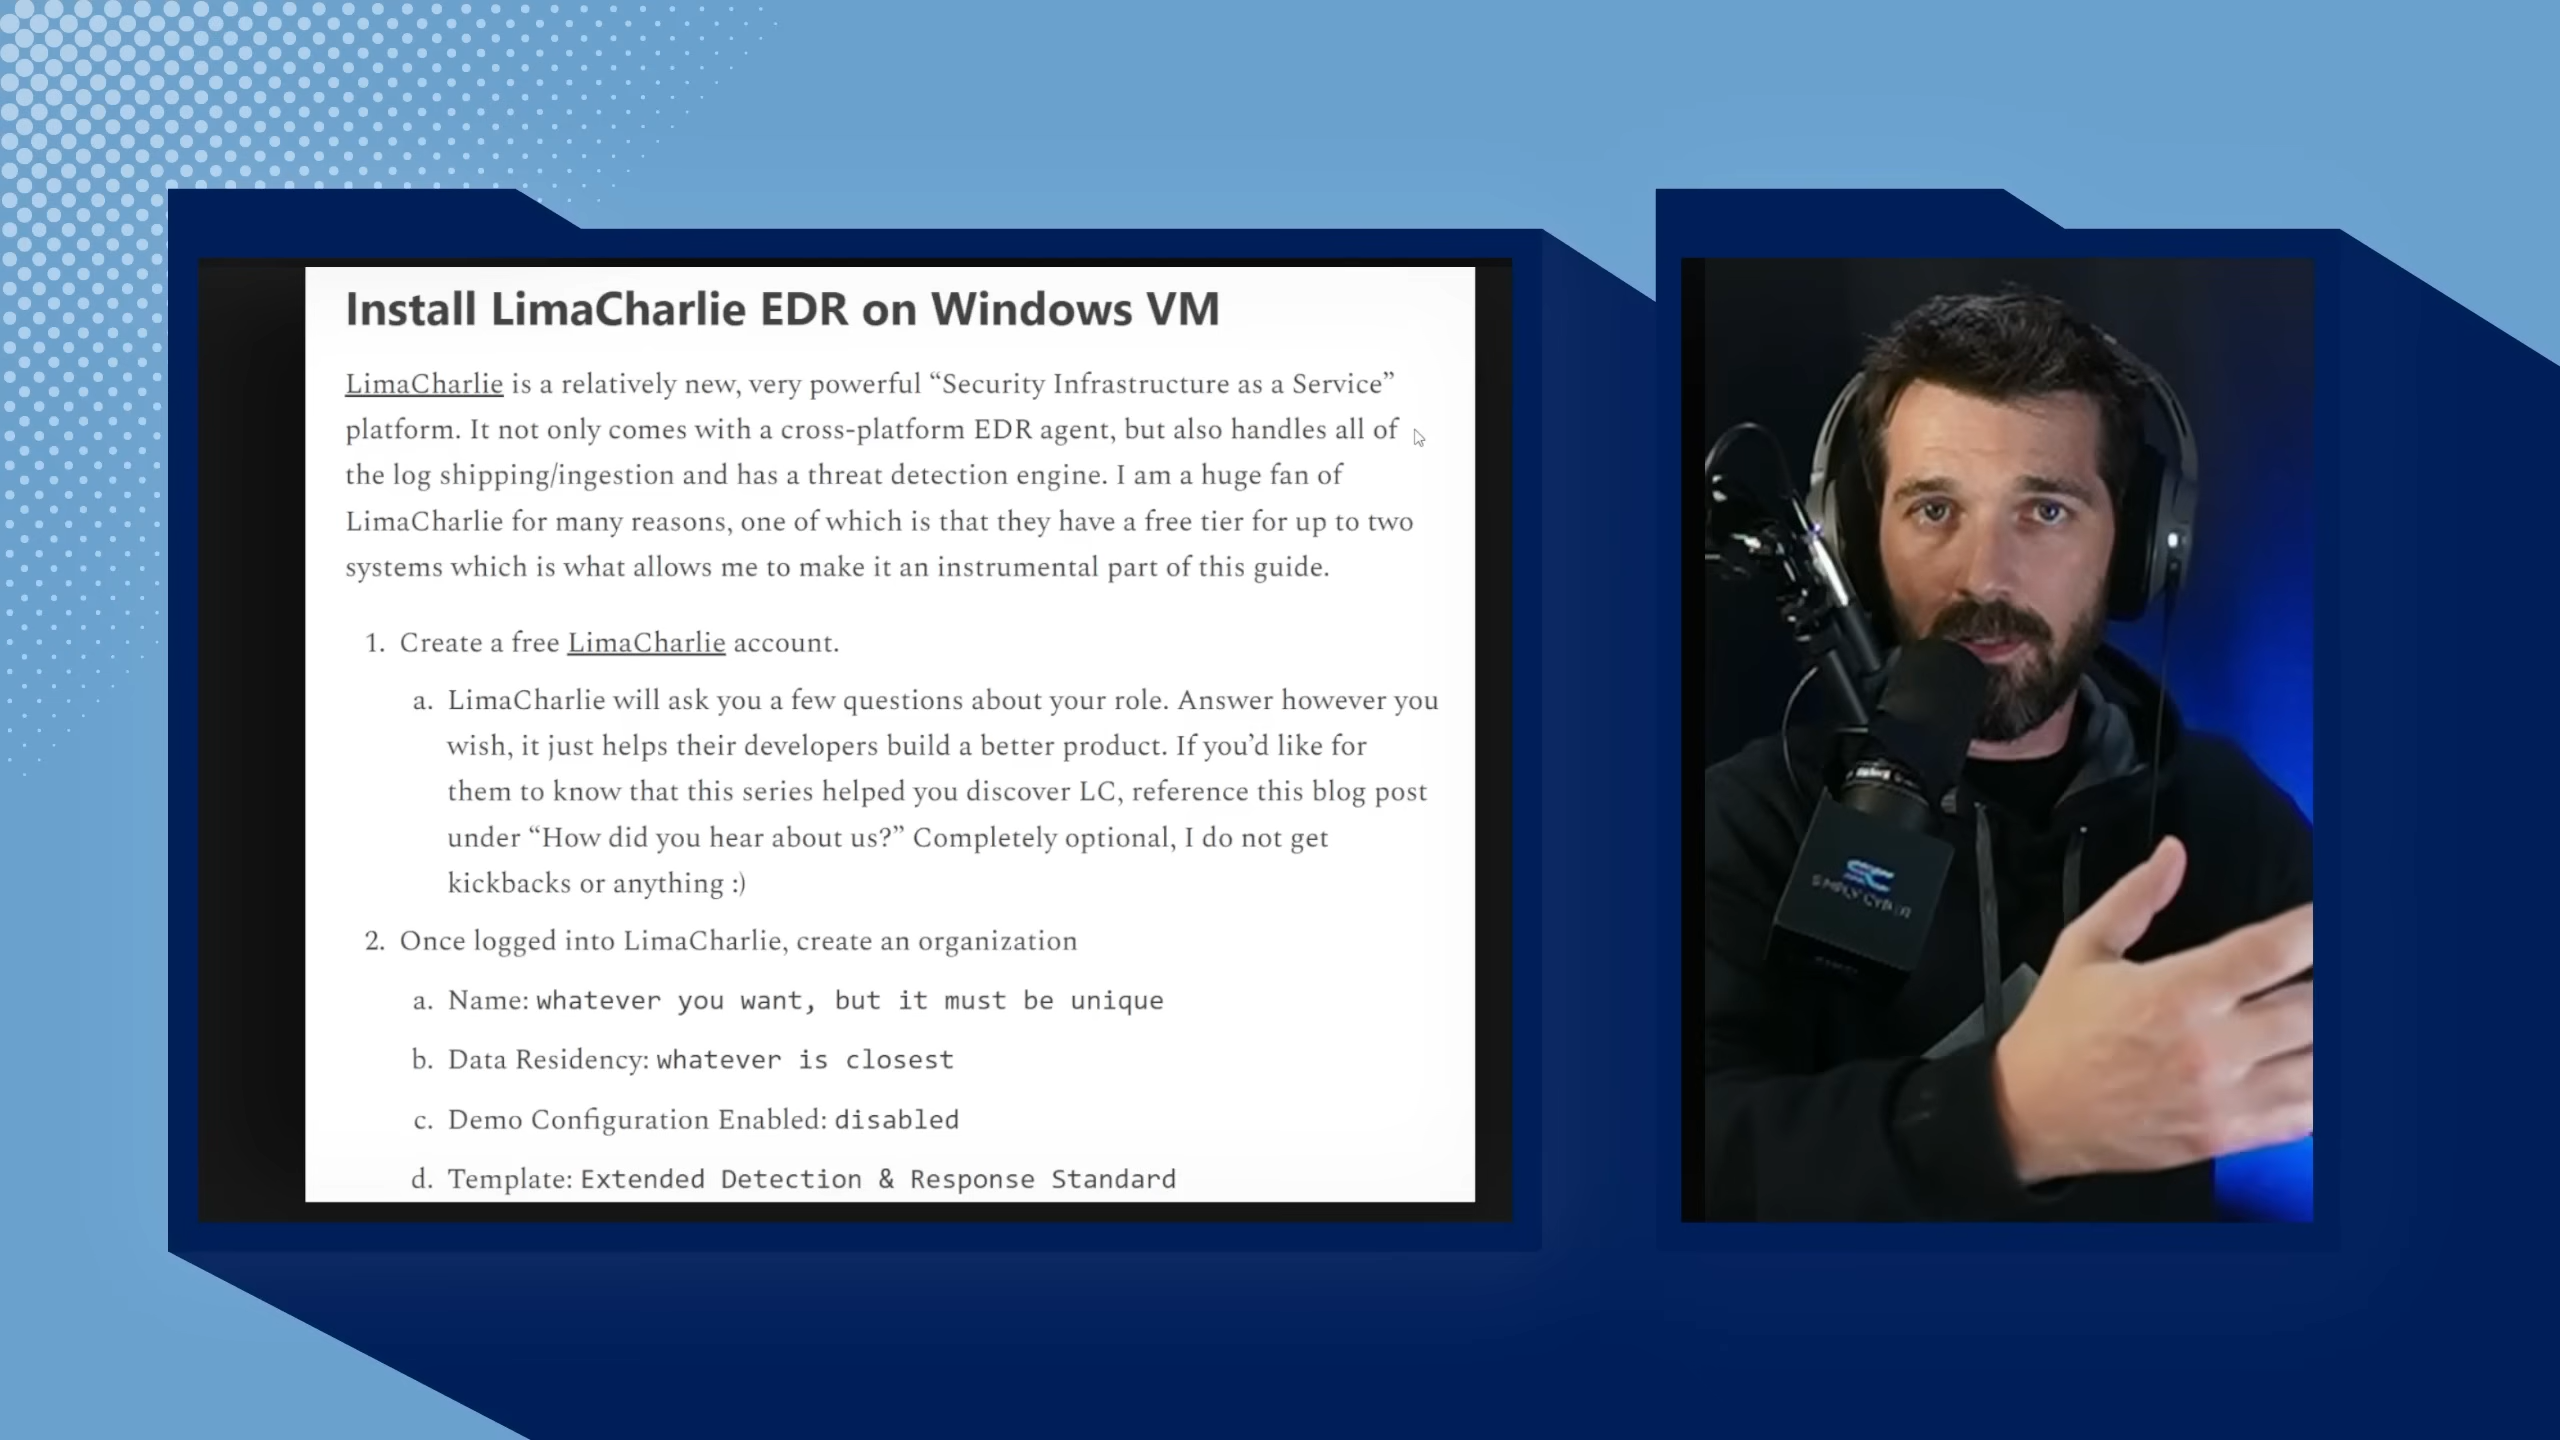 Install LimaCharlie EDR on Windows VM
LimaCharlie is a relatively new, very powerful “Security Infrastructure as a Service”
platform. It not only comes with a cross-platform EDR agent, but also handles all of
the log shipping/ingestion and has a threat detection engine. I am a huge fan of
LimaCharlie for many reasons, one of which is that they have a free tier for up to two
systems which is what allows me to make it an instrumental part of this guide.
1. Create a free LimaCharlie account.
a. LimaCharlie will ask you a few questions about your role. Answer however you
wish, it just helps their developers build a better product. If you’d like for
them to know that this series helped you discover LC, reference this blog post
under “How did you hear about us?” Completely optional, I do not get
kickbacks or anything :)
2. Once logged into LimaCharlie, create an organization
a. Name: whatever you want, but it must be unique
b. Data Residency: whatever is closest
c. Demo Configuration Enabled: disabled
d. Template: Extended Detection & Response Standard
SIMPLY CYBER